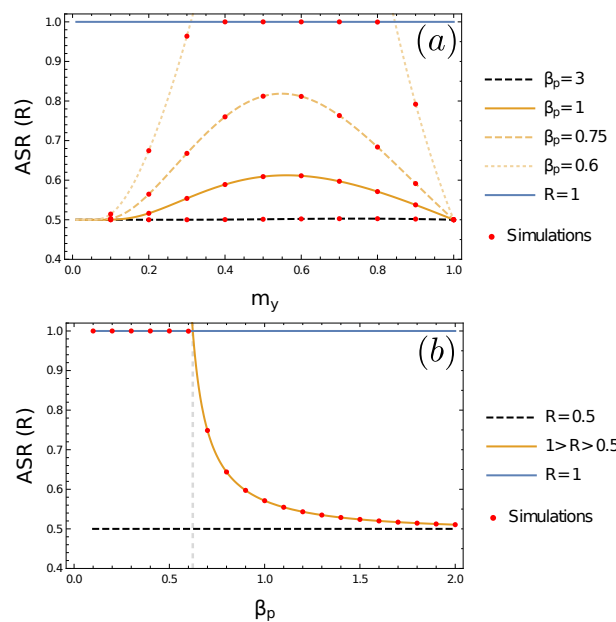 (a)
ASR (R)
1.0
0.9
0.8
0.7
0.6
0.5
0.4
0.0 0.2 0.4 0.6 0.8 1.0
m_y
β_p=3
β_p=1
β_p=0.75
β_p=0.6
R=1
Simulations
(b)
ASR (R)
1.0
0.9
0.8
0.7
0.6
0.5
0.4
0.0 0.5 1.0 1.5 2.0
β_p
R=0.5
1>R>0.5
R=1
Simulations